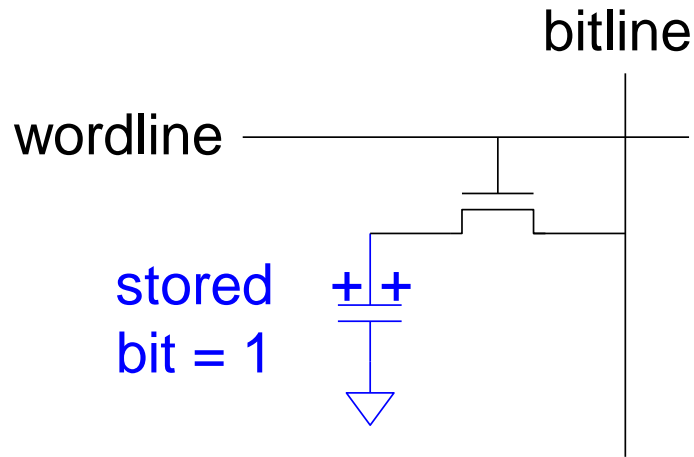 bitline
wordline
stored
+ +
bit = 1